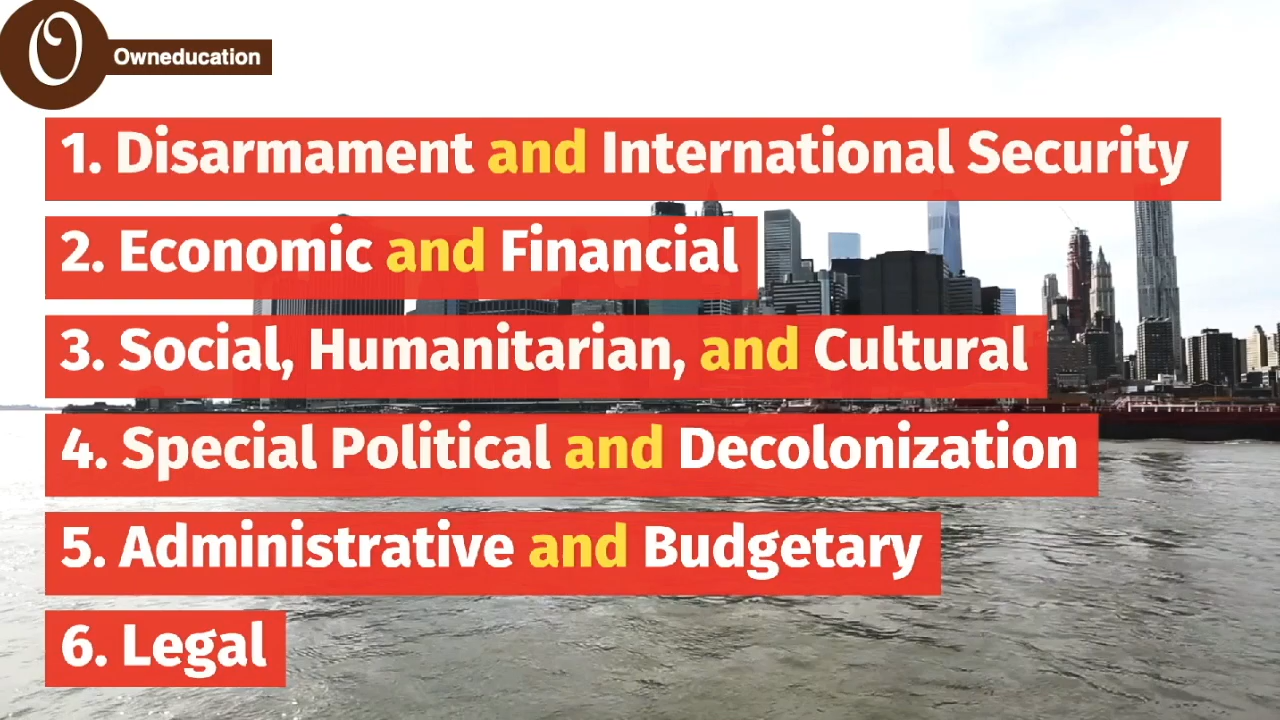 O
Owneducation
1. Disarmament and International Security
2. Economic and Financial
3. Social, Humanitarian, and Cultural
4. Special Political and Decolonization
5. Administrative and Budgetary
6. Legal